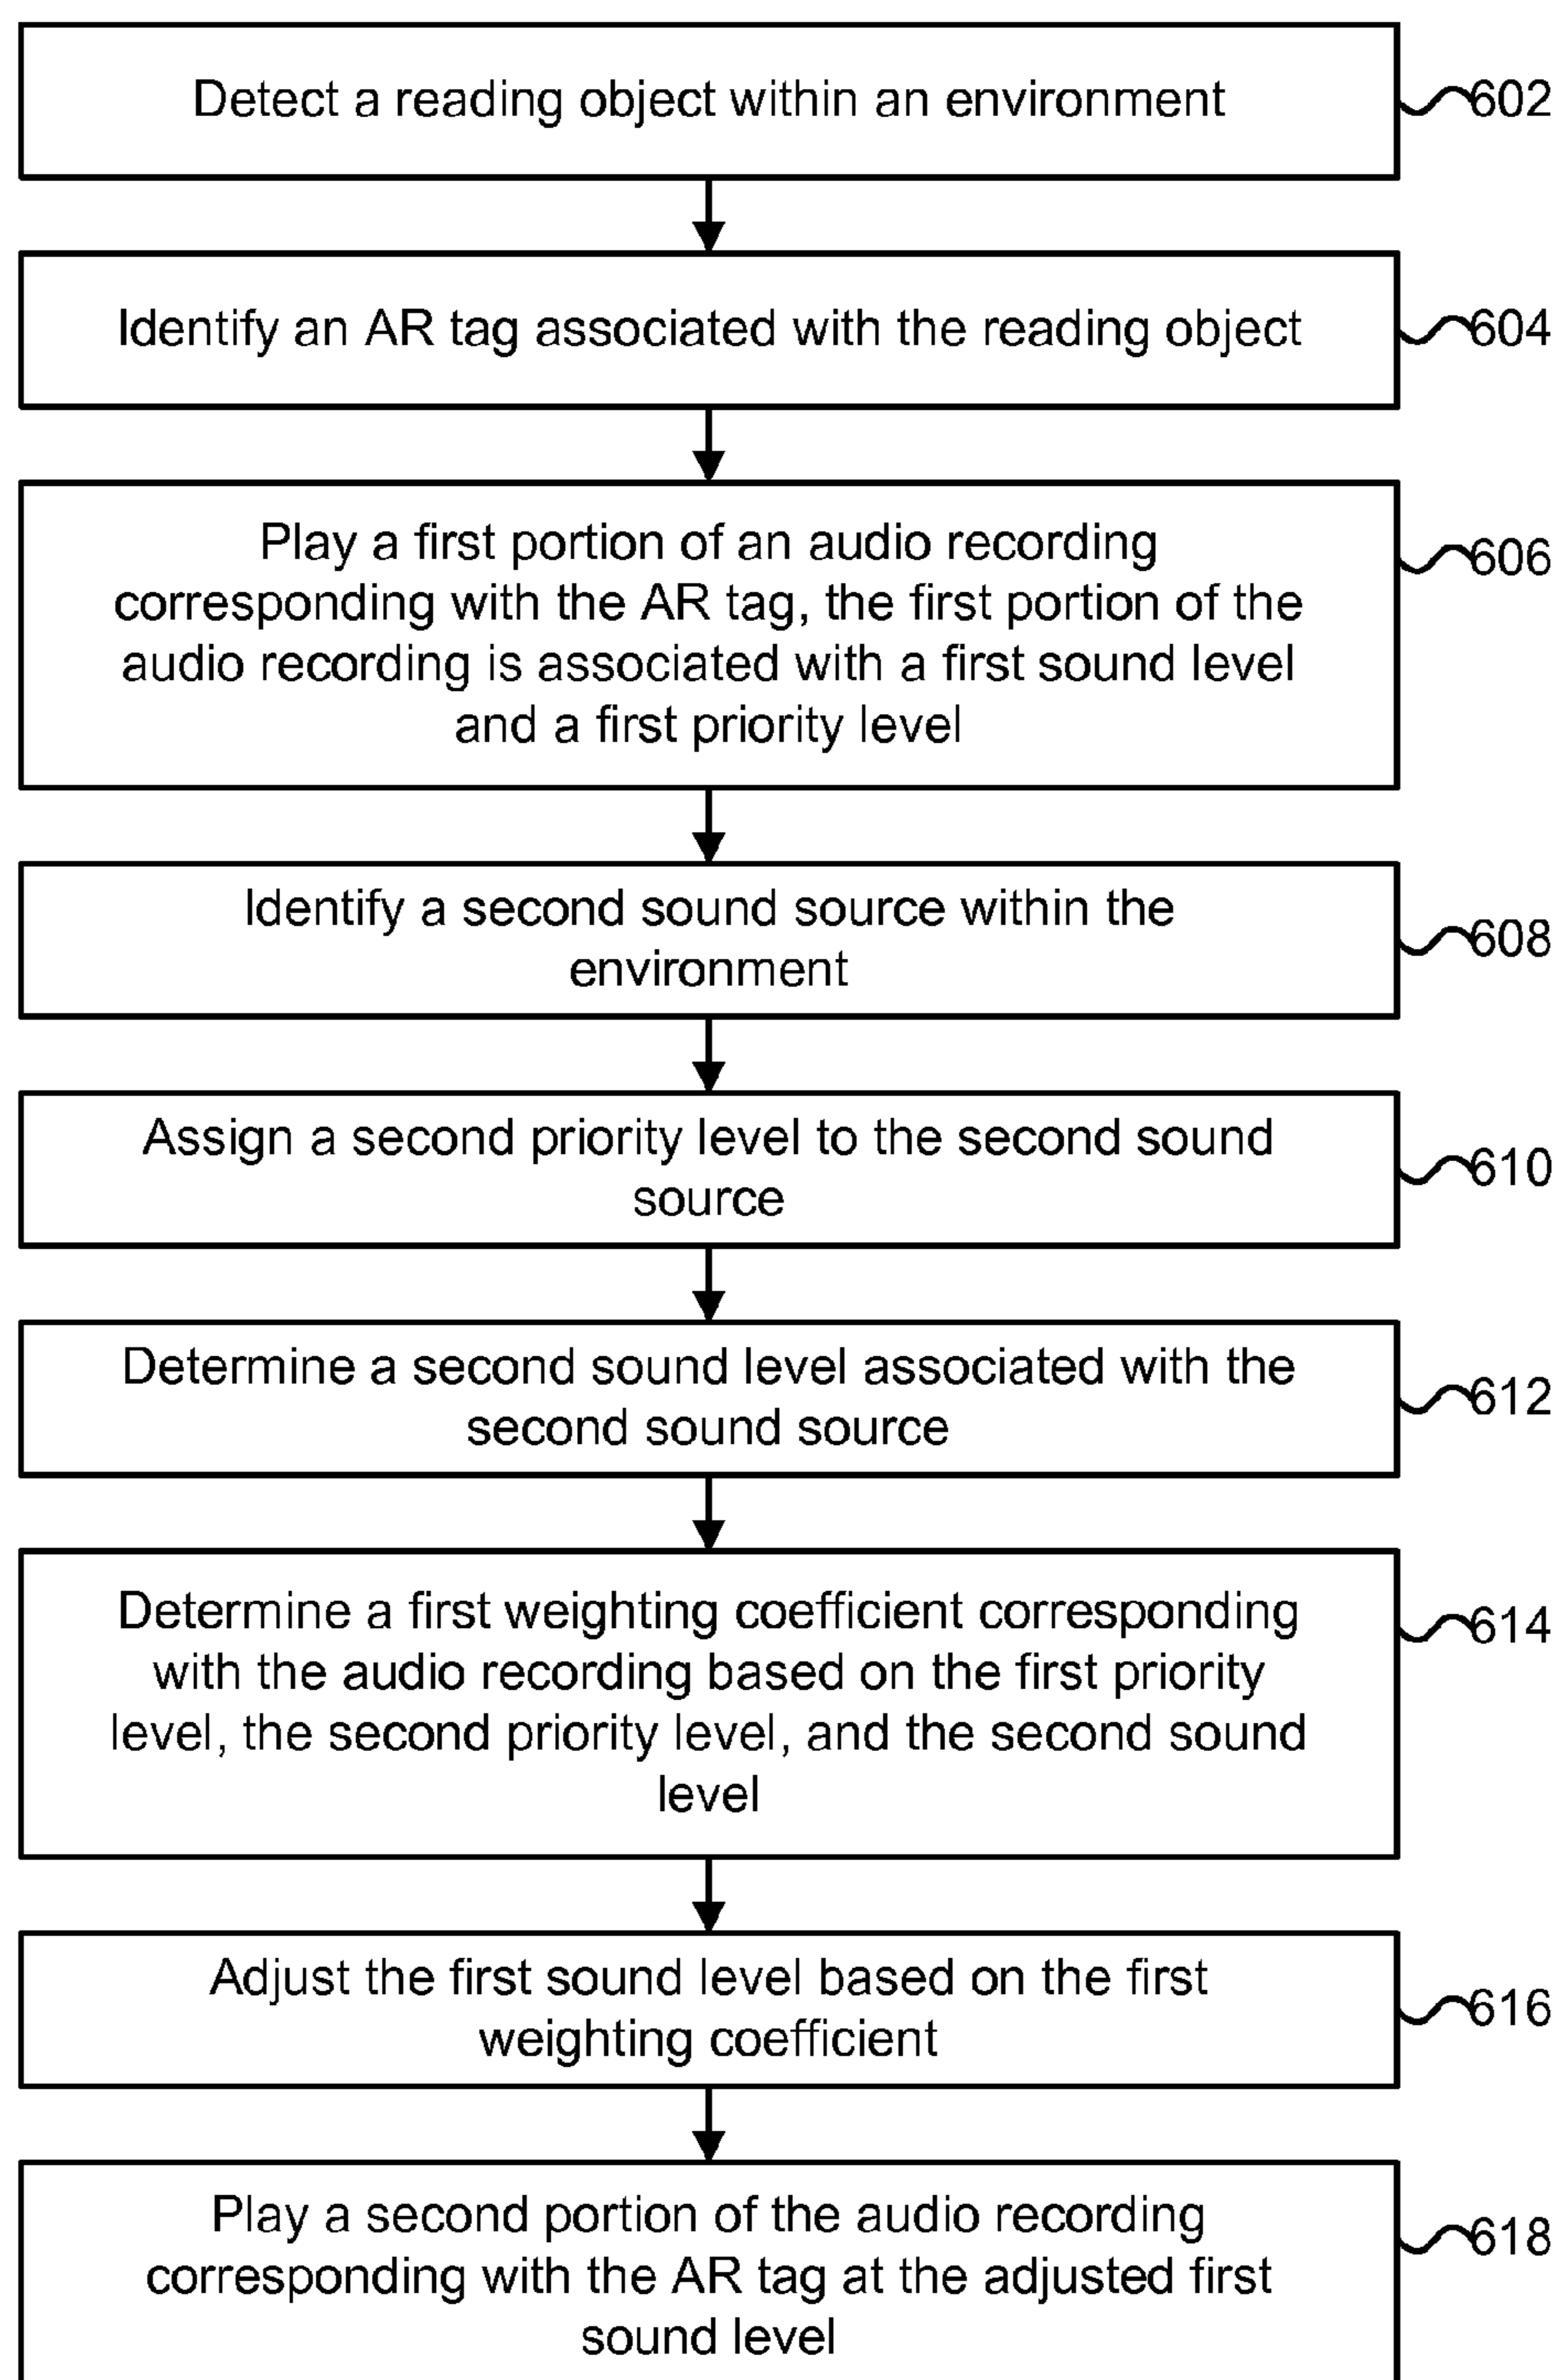 Detect a reading object within an environment
602
Identify an AR tag associated with the reading object
604
Play a first portion of an audio recording
corresponding with the AR tag, the first portion of the
audio recording is associated with a first sound level
and a first priority level
606
Identify a second sound source within the
environment
608
Assign a second priority level to the second sound
source
610
Determine a second sound level associated with the
second sound source
612
Determine a first weighting coefficient corresponding
with the audio recording based on the first priority
level, the second priority level, and the second sound
level
614
Adjust the first sound level based on the first
weighting coefficient
616
Play a second portion of the audio recording
corresponding with the AR tag at the adjusted first
sound level
618